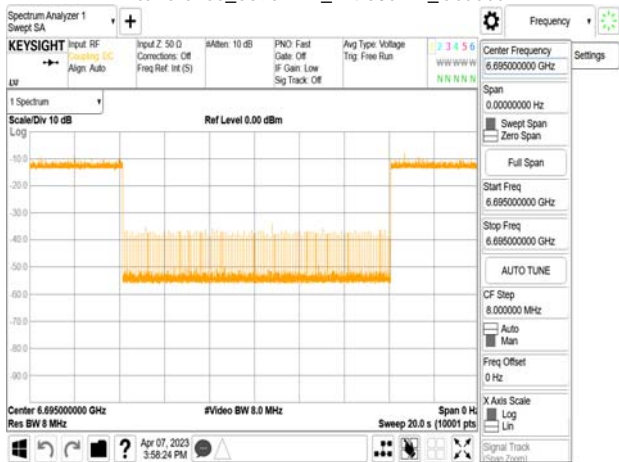 Spectrum Analyzer 1
Swept SA
Frequency
KEYSIGHT
Input: RF
Coupling: DC
Align: Auto
Input Z: 50 Ω
Corrections: Off
Freq Ref: Int (S)
#Atten: 10 dB
PNO: Fast
Gate: Off
IF Gain: Low
Sig Track: Off
Avg Type: Voltage
Trig: Free Run
1 2 3 4 5 6
W W W W W W
N N N N N N
Center Frequency
6.695000000 GHz
Settings
Span
0.00000000 Hz
Swept Span
Zero Span
Full Span
Start Freq
6.695000000 GHz
Stop Freq
6.695000000 GHz
AUTO TUNE
CF Step
8.000000 MHz
Auto
Man
Freq Offset
0 Hz
X Axis Scale
Log
Lin
Signal Track
(Span Zoom)
LXI
1 Spectrum
Scale/Div 10 dB
Ref Level 0.00 dBm
Log
-10.0
-20.0
-30.0
-40.0
-50.0
-60.0
-70.0
-80.0
-90.0
Center 6.695000000 GHz
#Video BW 8.0 MHz
Span 0 Hz
Res BW 8 MHz
Sweep 20.0 s (10001 pts
Apr 07, 2023
3:58:24 PM